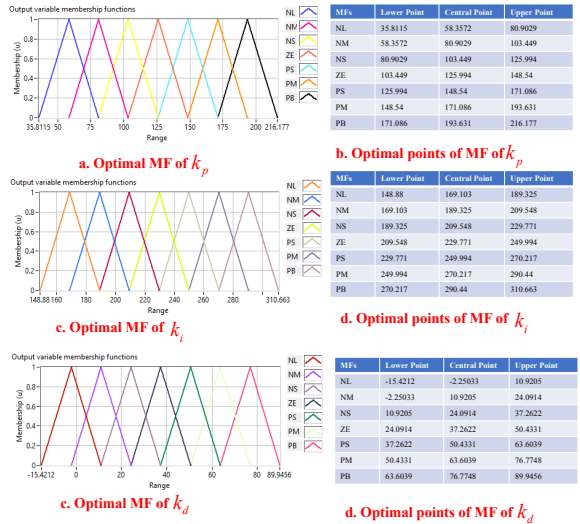 Output variable membership functions
Membership (u)
1
0.8
0.6
0.4
0.2
0
35.8115 50 75 100 125 150 175 200 216.177
Range
NL
NM
NS
ZE
PS
PM
PB
a. Optimal MF of k_p
MFs Lower Point Central Point Upper Point
NL 35.8115 58.3572 80.9029
NM 58.3572 80.9029 103.449
NS 80.9029 103.449 125.994
ZE 103.449 125.994 148.54
PS 125.994 148.54 171.086
PM 148.54 171.086 193.631
PB 171.086 193.631 216.177
b. Optimal points of MF of k_p
Output variable membership functions
Membership (u)
1
0.8
0.6
0.4
0.2
0
148.88 160 180 200 220 240 260 280 310.663
Range
NL
NM
NS
ZE
PS
PM
PB
c. Optimal MF of k_i
MFs Lower Point Central Point Upper Point
NL 148.88 169.103 189.325
NM 169.103 189.325 209.548
NS 189.325 209.548 229.771
ZE 209.548 229.771 249.994
PS 229.771 249.994 270.217
PM 249.994 270.217 290.44
PB 270.217 290.44 310.663
d. Optimal points of MF of k_i
Output variable membership functions
Membership (u)
1
0.8
0.6
0.4
0.2
0
-15.4212 0 20 40 60 80 89.9456
Range
NL
NM
NS
ZE
PS
PM
PB
c. Optimal MF of k_d
MFs Lower Point Central Point Upper Point
NL -15.4212 -2.25033 10.9205
NM -2.25033 10.9205 24.0914
NS 10.9205 24.0914 37.2622
ZE 24.0914 37.2622 50.4331
PS 37.2622 50.4331 63.6039
PM 50.4331 63.6039 76.7748
PB 63.6039 76.7748 89.9456
d. Optimal points of MF of k_d